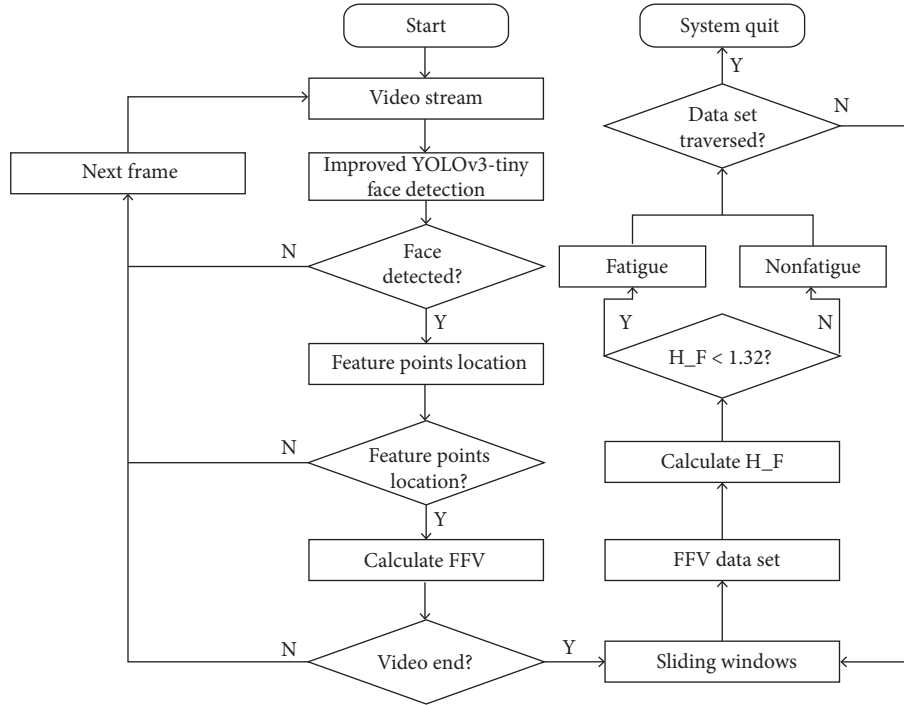 Start
Video stream
Next frame
Improved YOLOv3-tiny
face detection
N
Face
detected?
Y
Feature points location
N
Feature points
location?
Y
Calculate FFV
N
Video end?
Y
Sliding windows
FFV data set
Calculate H_F
H_F < 1.32?
Y
N
Fatigue
Nonfatigue
Data set
traversed?
N
Y
System quit